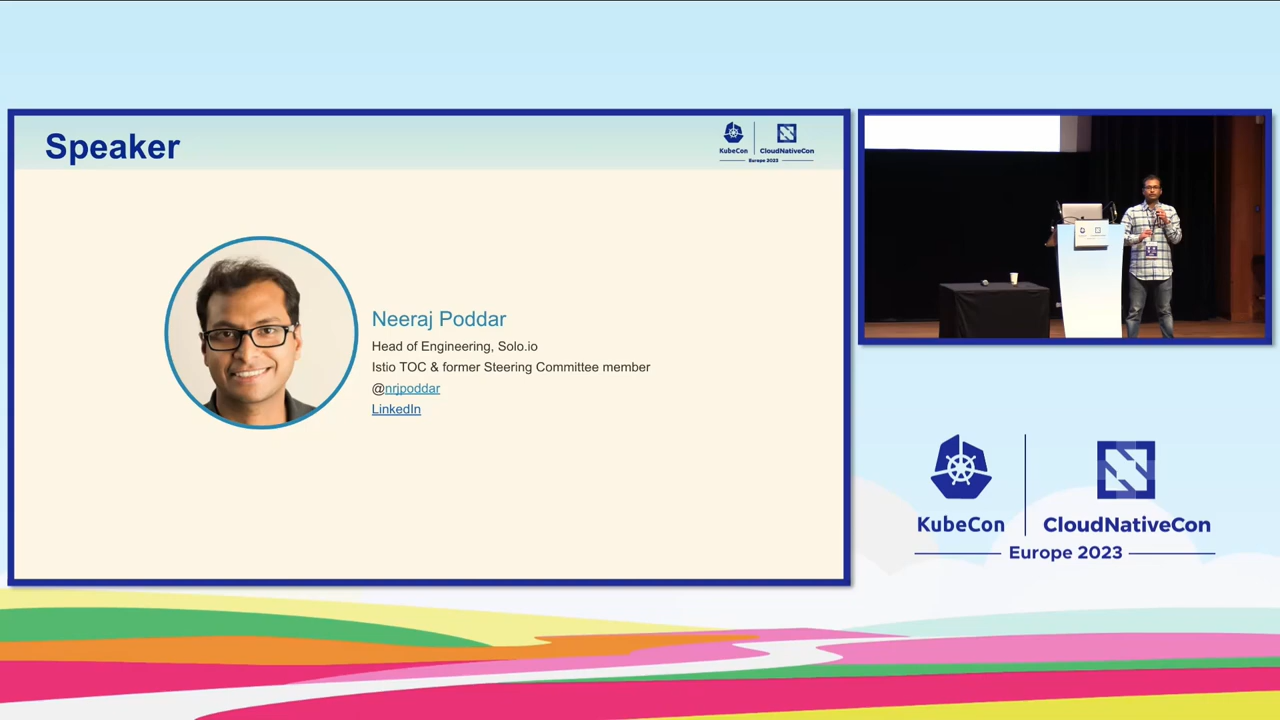 Speaker
KubeCon
CloudNativeCon
Europe 2023
Neeraj Poddar
Head of Engineering, Solo.io
Istio TOC & former Steering Committee member
@nrjpoddar
LinkedIn
KubeCon
CloudNativeCon
Europe 2023